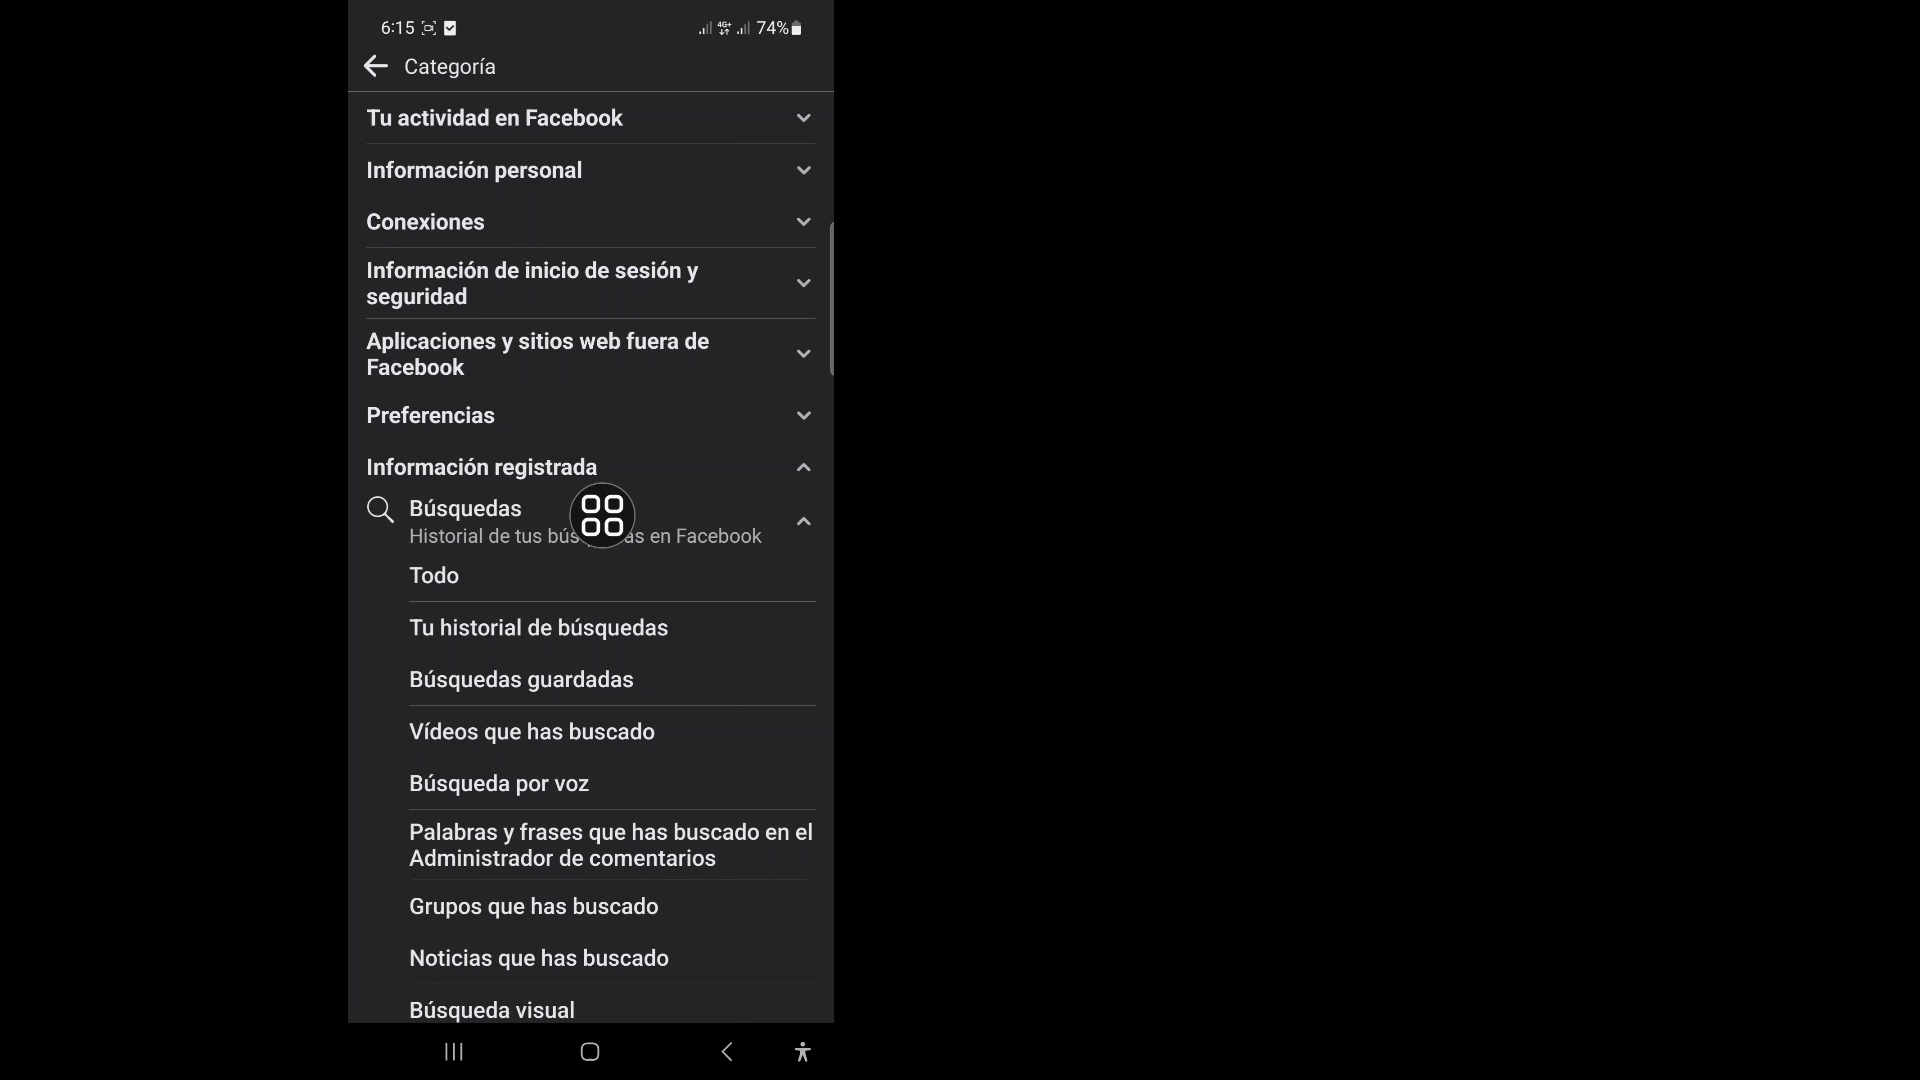 6:15
4G+ 74%
Categoría
Tu actividad en Facebook
Información personal
Conexiones
Información de inicio de sesión y
seguridad
Aplicaciones y sitios web fuera de
Facebook
Preferencias
Información registrada
Búsquedas
Historial de tus en Facebook
Todo
Tu historial de búsquedas
Búsquedas guardadas
Vídeos que has buscado
Búsqueda por voz
Palabras y frases que has buscado en el
Administrador de comentarios
Grupos que has buscado
Noticias que has buscado
Búsqueda visual